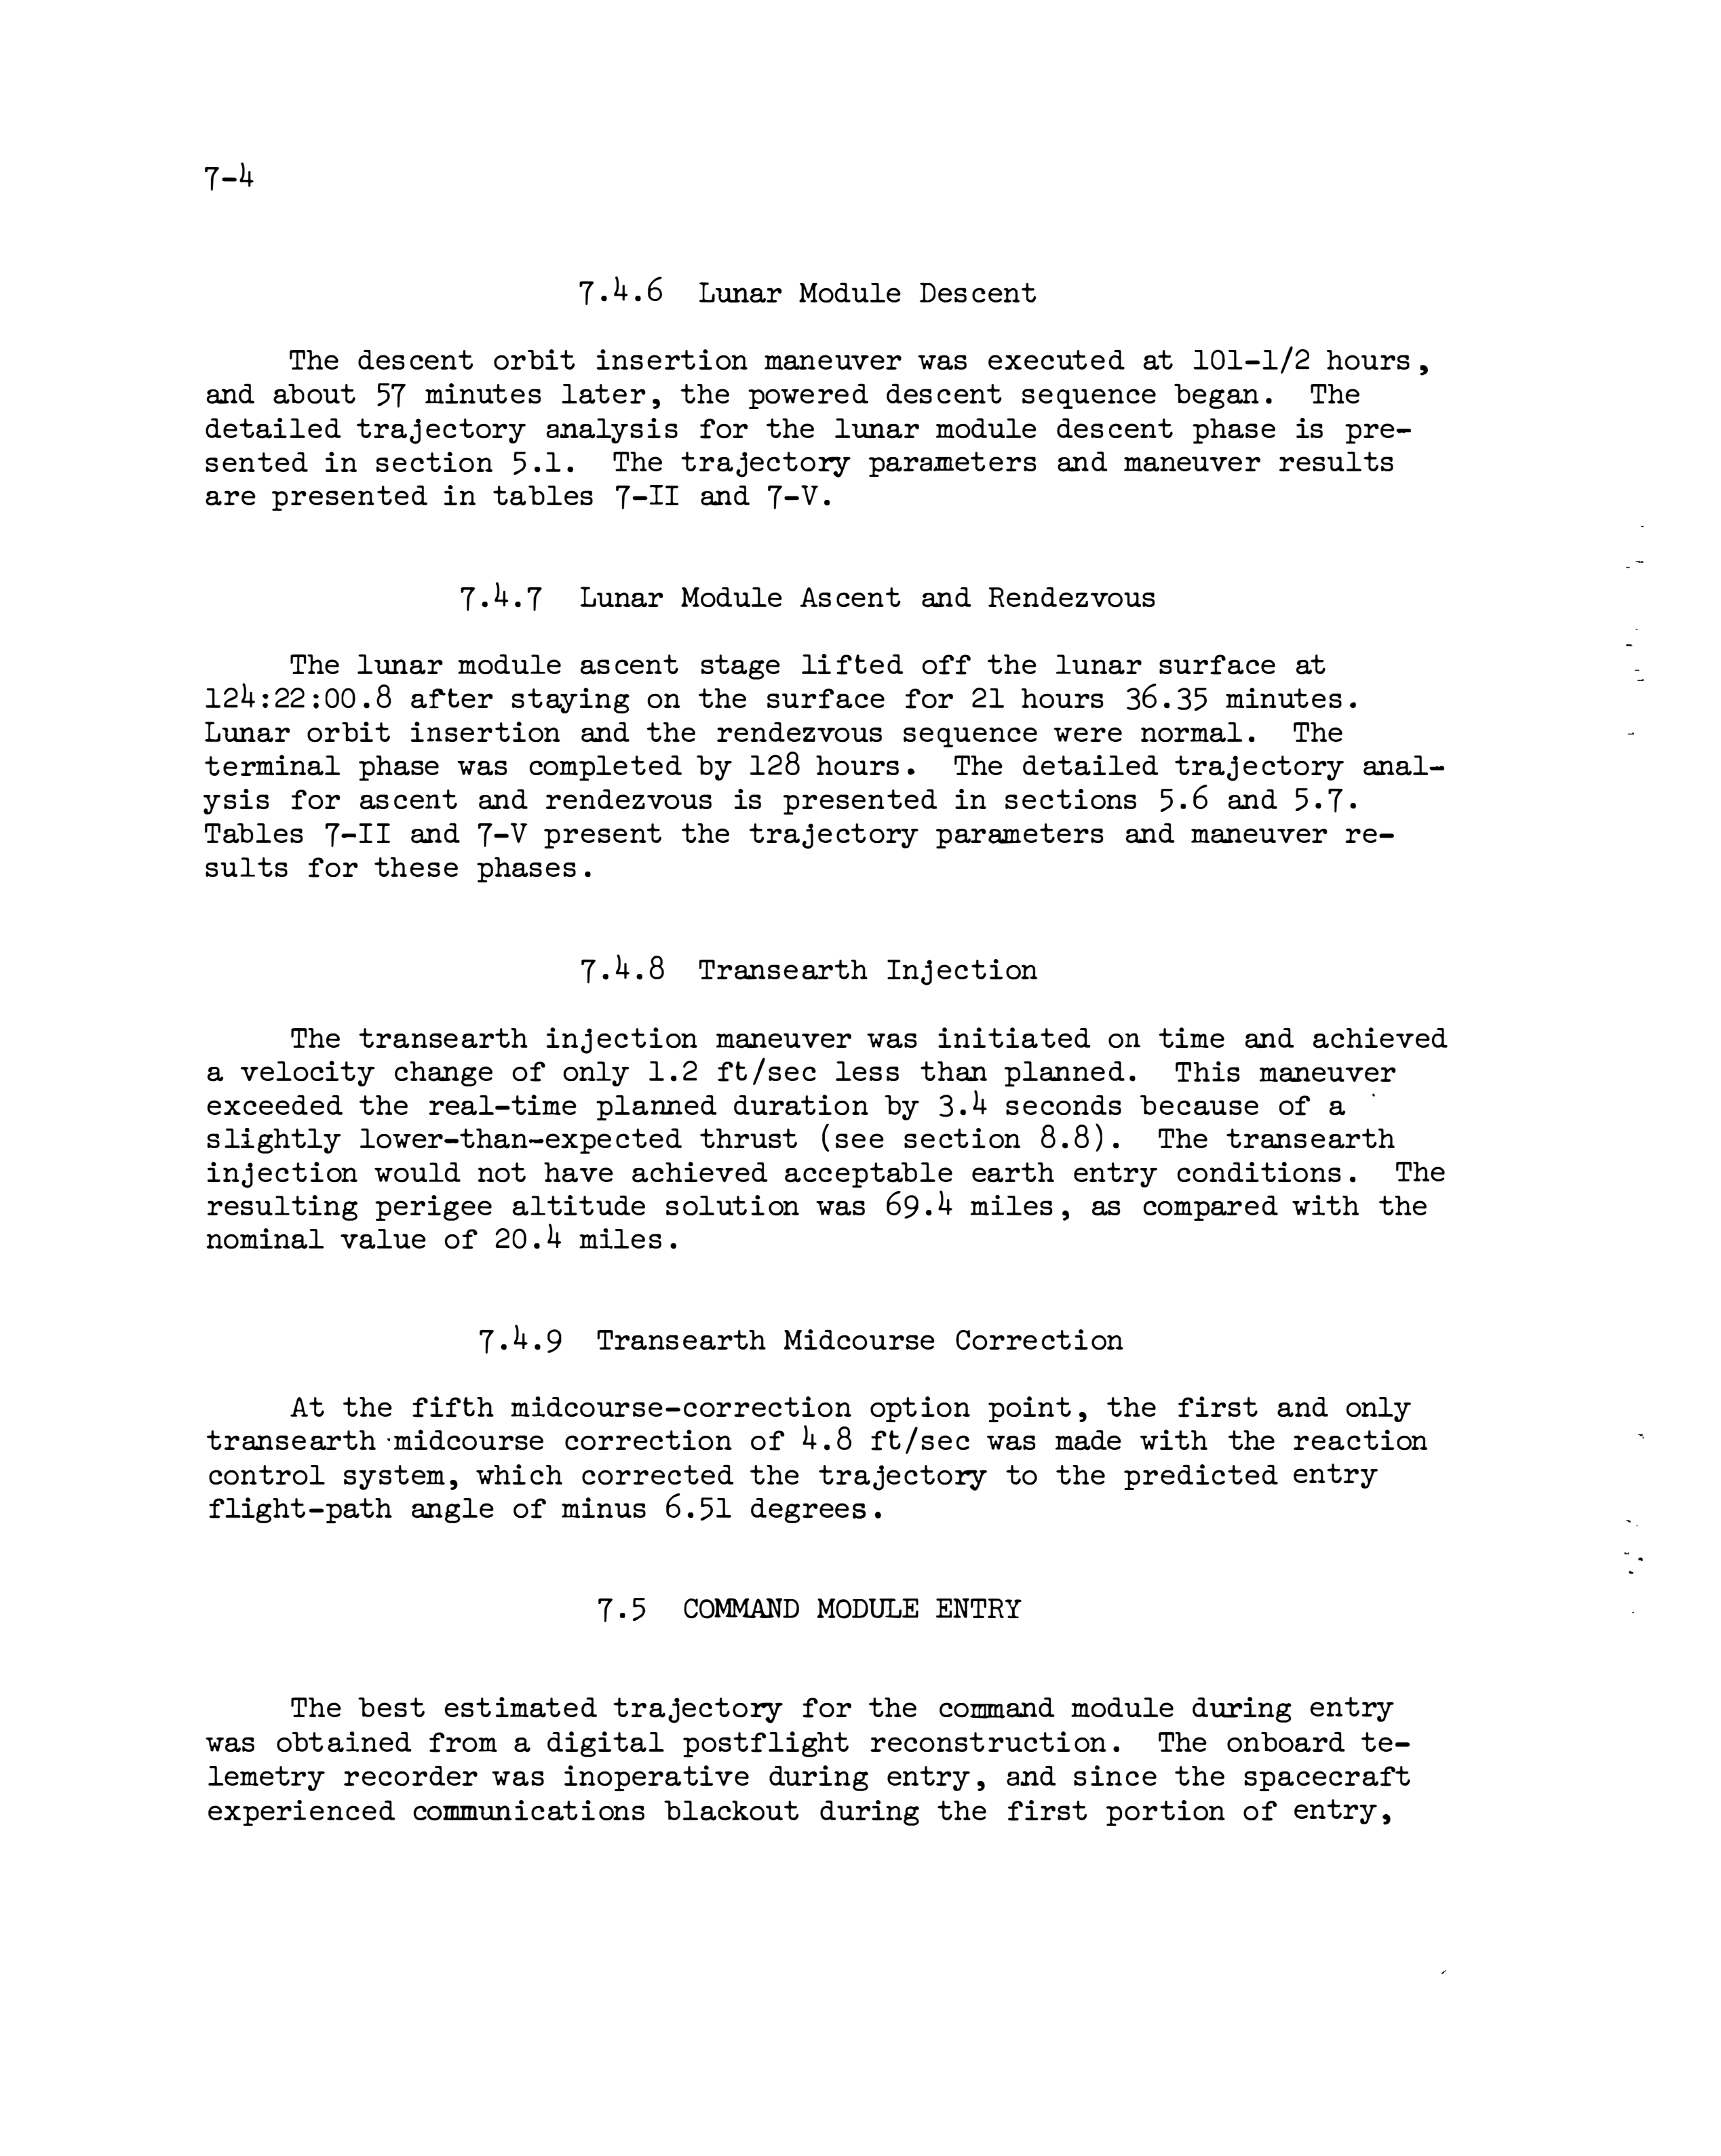 7-4
7.4.6 Lunar Module Descent
The descent orbit insertion maneuver was executed at 101-1/2 hours,
and about 57 minutes later, the powered descent sequence began. The
detailed trajectory analysis for the lunar module descent phase is pre-
sented in section 5.1. The trajectory parameters and maneuver results
are presented in tables 7-II and 7-V.
7.4.7 Lunar Module Ascent and Rendezvous
The lunar module ascent stage lifted off the lunar surface at
124:22:00.8 after staying on the surface for 21 hours 36.35 minutes.
Lunar orbit insertion and the rendezvous sequence were normal. The
terminal phase was completed by 128 hours. The detailed trajectory anal-
ysis for ascent and rendezvous is presented in sections 5.6 and 5.7.
Tables 7-II and 7-V present the trajectory parameters and maneuver re-
sults for these phases.
7.4.8 Transearth Injection
The transearth injection maneuver was initiated on time and achieved
a velocity change of only 1.2 ft/sec less than planned. This maneuver
exceeded the real-time planned duration by 3.4 seconds because of a
slightly lower-than-expected thrust (see section 8.8). The transearth
injection would not have achieved acceptable earth entry conditions. The
resulting perigee altitude solution was 69.4 miles, as compared with the
nominal value of 20.4 miles.
7.4.9 Transearth Midcourse Correction
At the fifth midcourse-correction option point, the first and only
transearth midcourse correction of 4.8 ft/sec was made with the reaction
control system, which corrected the trajectory to the predicted entry
flight-path angle of minus 6.51 degrees.
7.5 COMMAND MODULE ENTRY
The best estimated trajectory for the command module during entry
was obtained from a digital postflight reconstruction. The onboard te-
lemetry recorder was inoperative during entry, and since the spacecraft
experienced communications blackout during the first portion of entry,